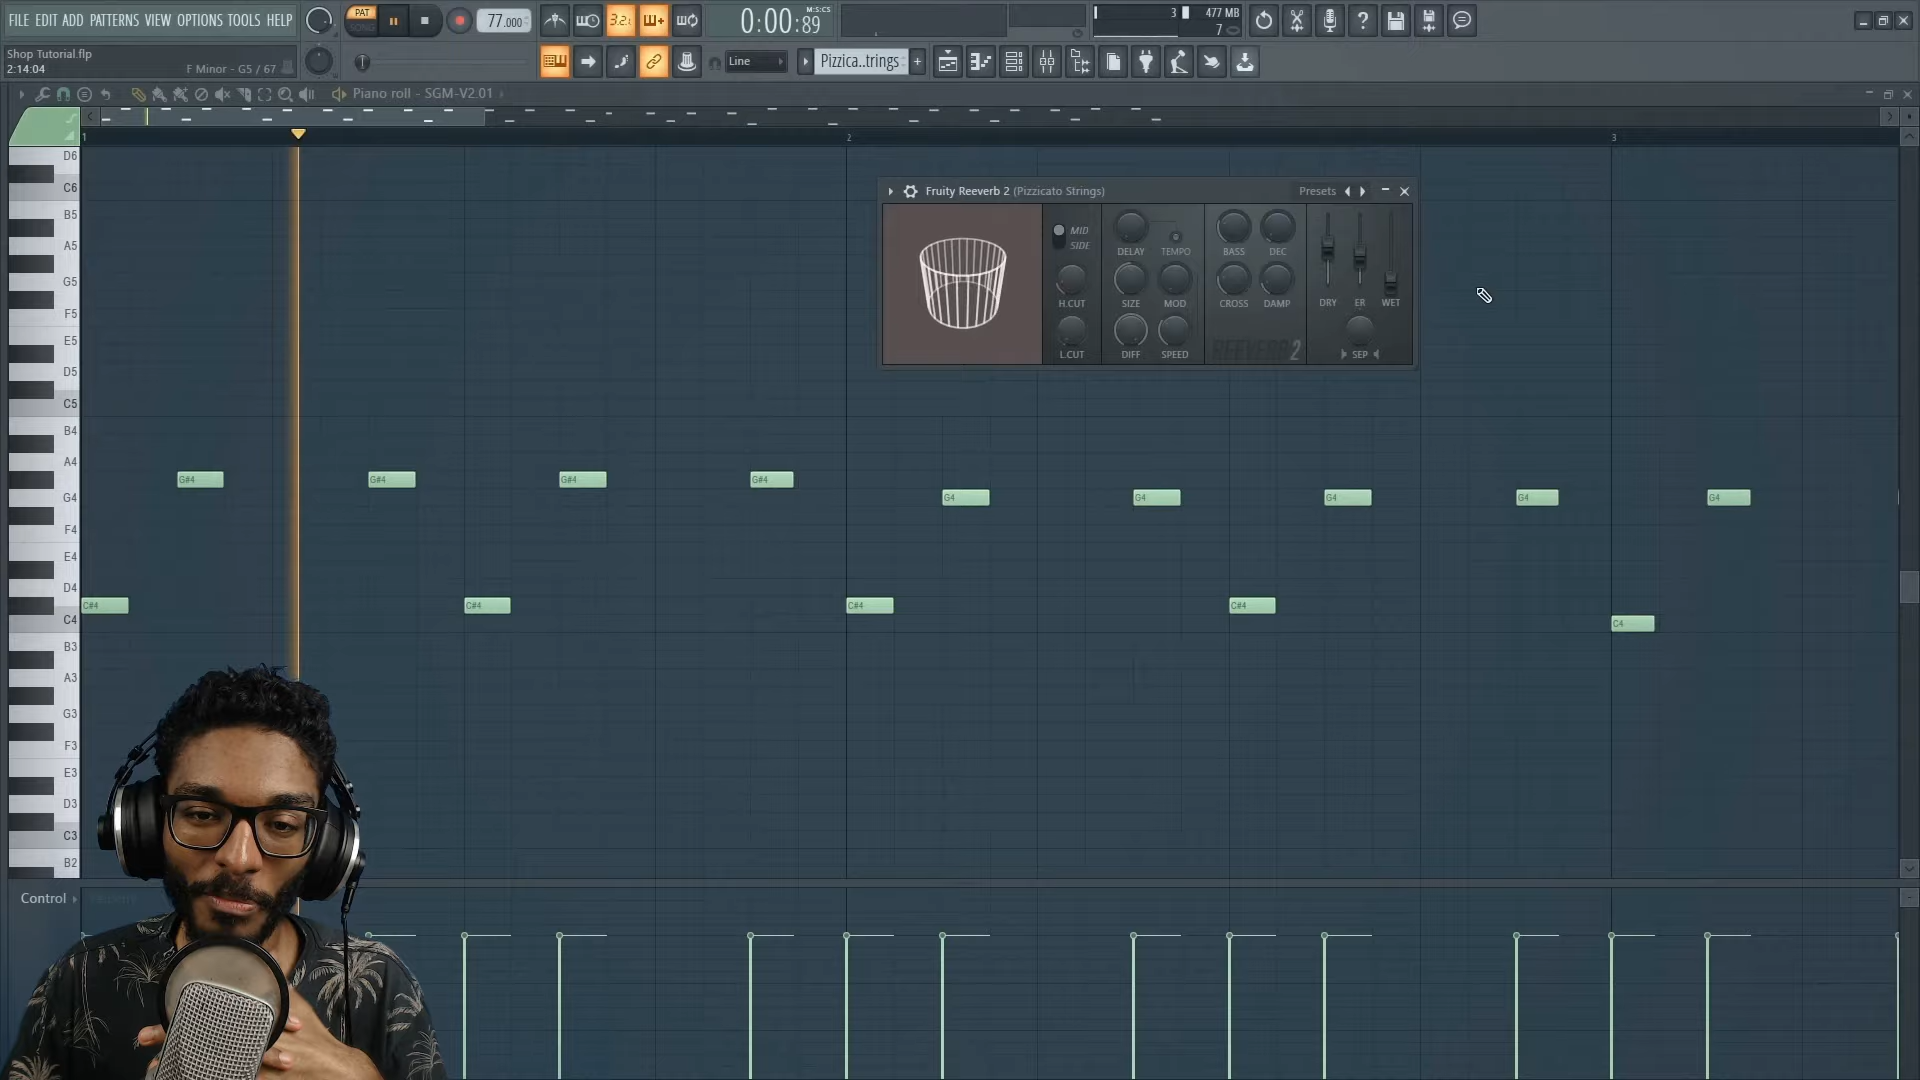 FILE EDIT ADD PATTERNS VIEW OPTIONS TOOLS HELP
PAT
SONG
77.000
3.2
0:00:89
M:S:CS
3
477 MB
7
Shop Tutorial.flp
2:14:04
F Minor - G5 / 67
Line
Pizzica..trings
Piano roll - SGM-V2.01
1
2
3
D6
C6
B5
A5
G5
F5
E5
D5
C5
B4
A4
G4
F4
E4
D4
C4
B3
A3
G3
F3
E3
D3
C3
B2
Fruity Reeverb 2 (Pizzicato Strings)
Presets
MID
SIDE
H.CUT
L.CUT
DELAY
TEMPO
SIZE
MOD
DIFF
SPEED
BASS
DEC
CROSS
DAMP
REEVERB 2
DRY
ER
WET
SEP
G#4
G#4
G#4
G#4
G4
G4
G4
G4
G4
C#4
C#4
C#4
C#4
C4
Control